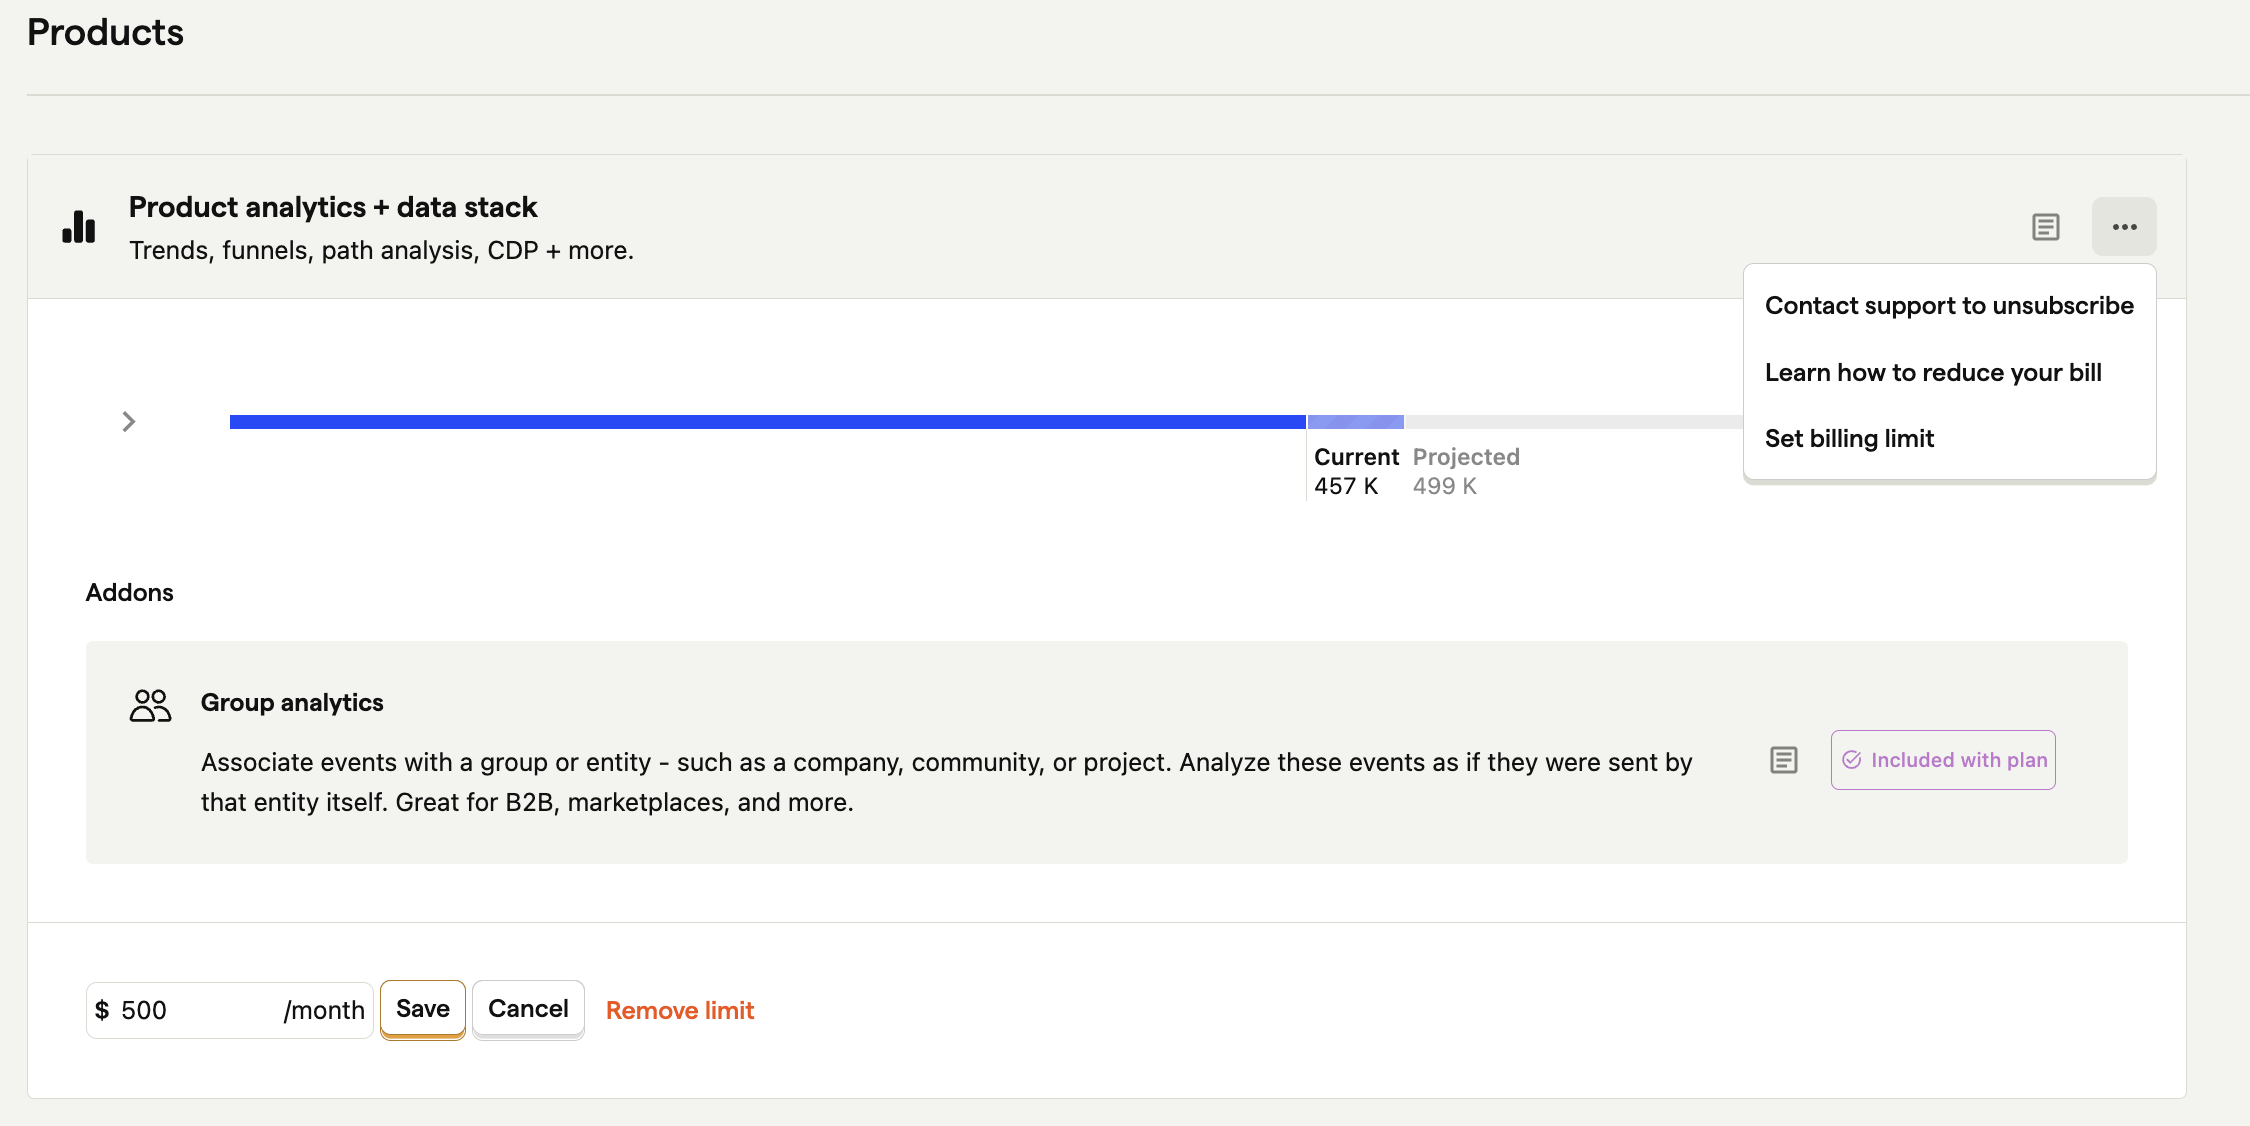 Products
Product analytics + data stack
Trends, funnels, path analysis, CDP + more.
Contact support to unsubscribe
Learn how to reduce your bill
Set billing limit
Current Projected
457 K 499 K
Addons
Group analytics
Associate events with a group or entity - such as a company, community, or project. Analyze these events as if they were sent by
that entity itself. Great for B2B, marketplaces, and more.
Included with plan
$ 500 /month Save Cancel Remove limit